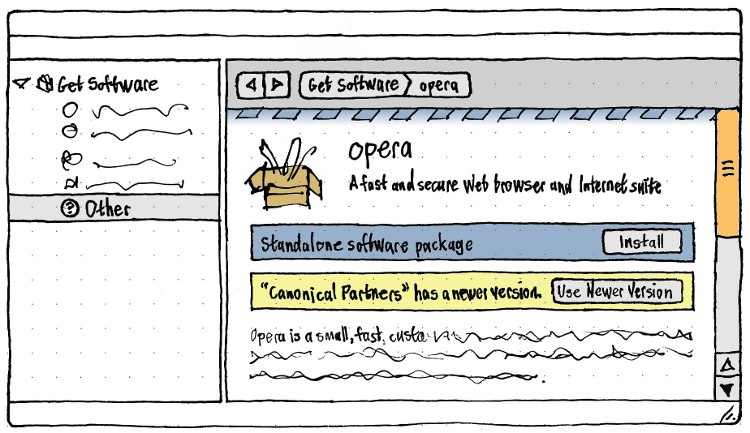 Get Software
Other
Get Software opera
opera
A fast and secure Web browser and Internet suite
Standalone software package Install
"Canonical Partners" has a newer version. Use Newer Version
Opera is a small, fast, custo